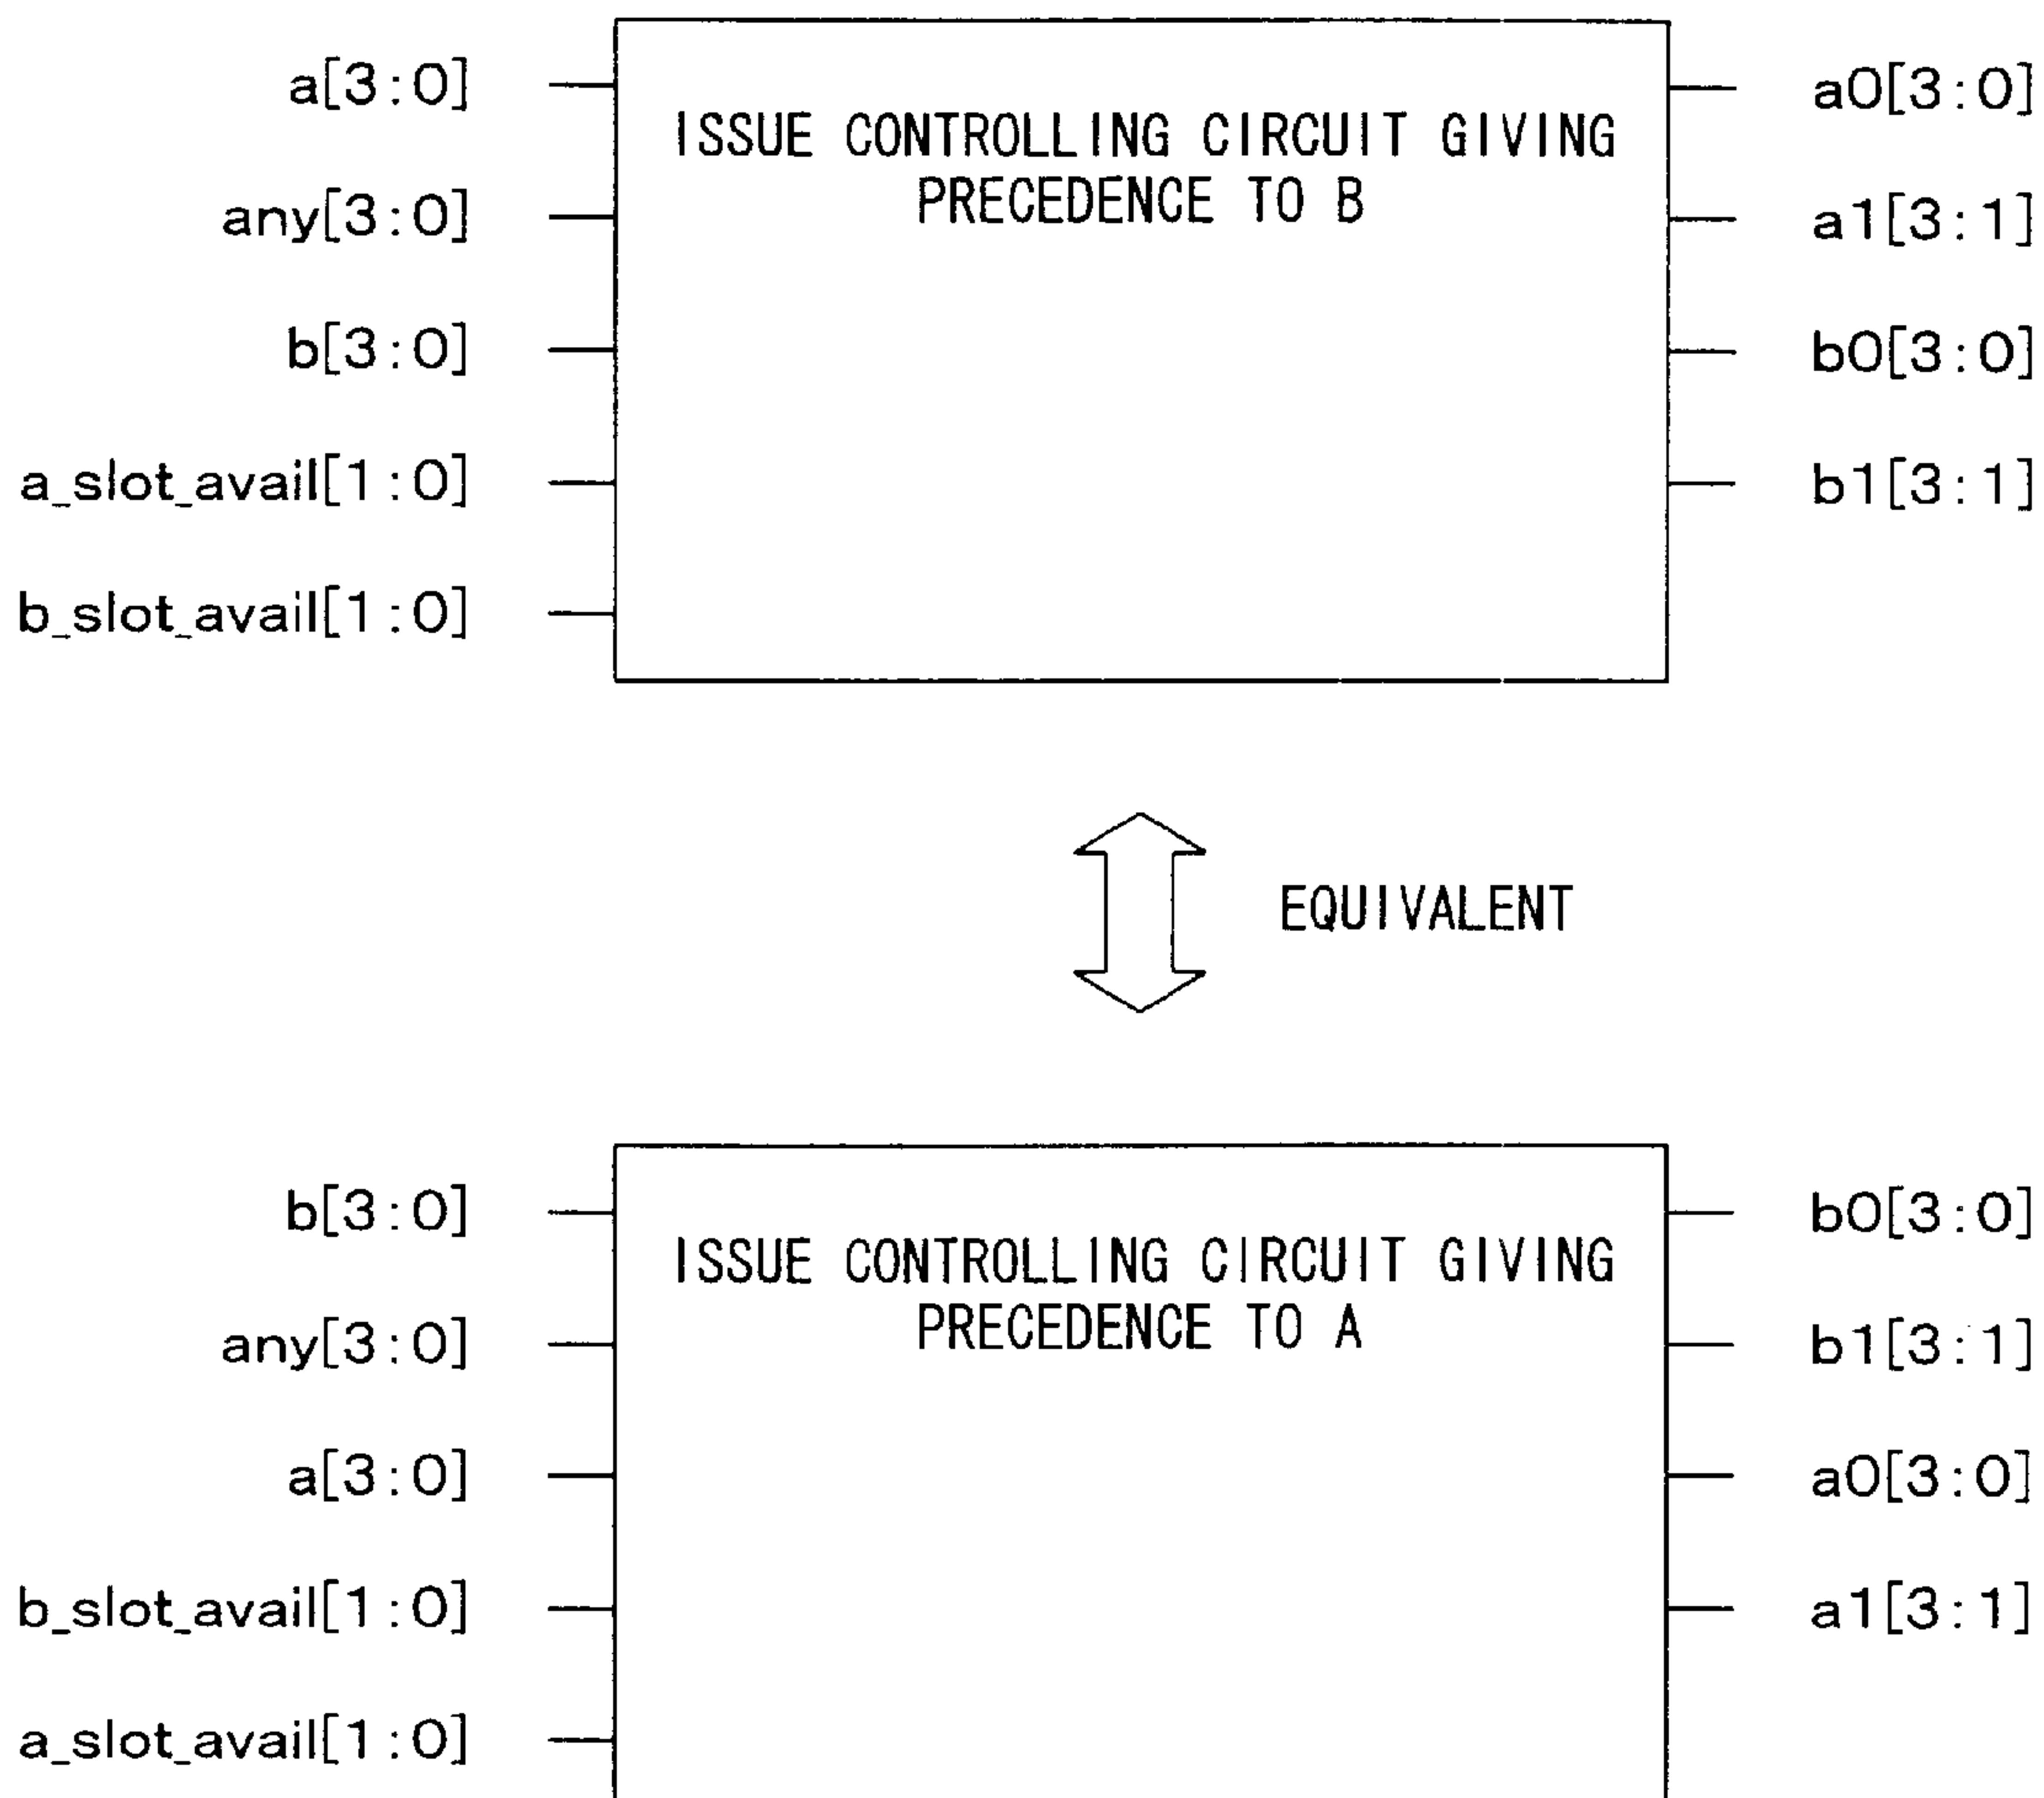 a[3:0]
any[3:0]
b[3:0]
a_slot_avail[1:0]
b_slot_avail[1:0]
ISSUE CONTROLLING CIRCUIT GIVING
PRECEDENCE TO B
a0[3:0]
a1[3:1]
b0[3:0]
b1[3:1]
EQUIVALENT
b[3:0]
any[3:0]
a[3:0]
b_slot_avail[1:0]
a_slot_avail[1:0]
ISSUE CONTROLLING CIRCUIT GIVING
PRECEDENCE TO A
b0[3:0]
b1[3:1]
a0[3:0]
a1[3:1]